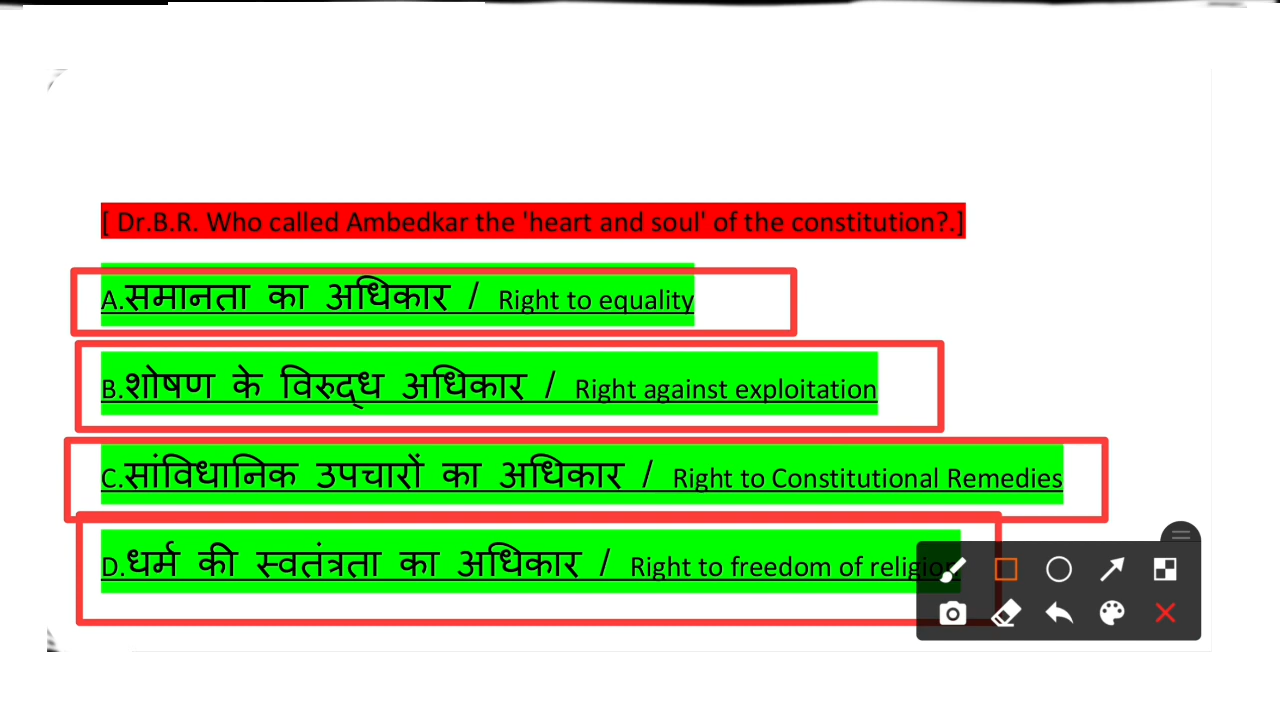 [ Dr.B.R. Who called Ambedkar the 'heart and soul' of the constitution?.]
A.समानता का अधिकार / Right to equality
B.शोषण के विरुद्ध अधिकार / Right against exploitation
C.सांविधानिक उपचारों का अधिकार / Right to Constitutional Remedies
D.धर्म की स्वतंत्रता का अधिकार / Right to freedom of religion